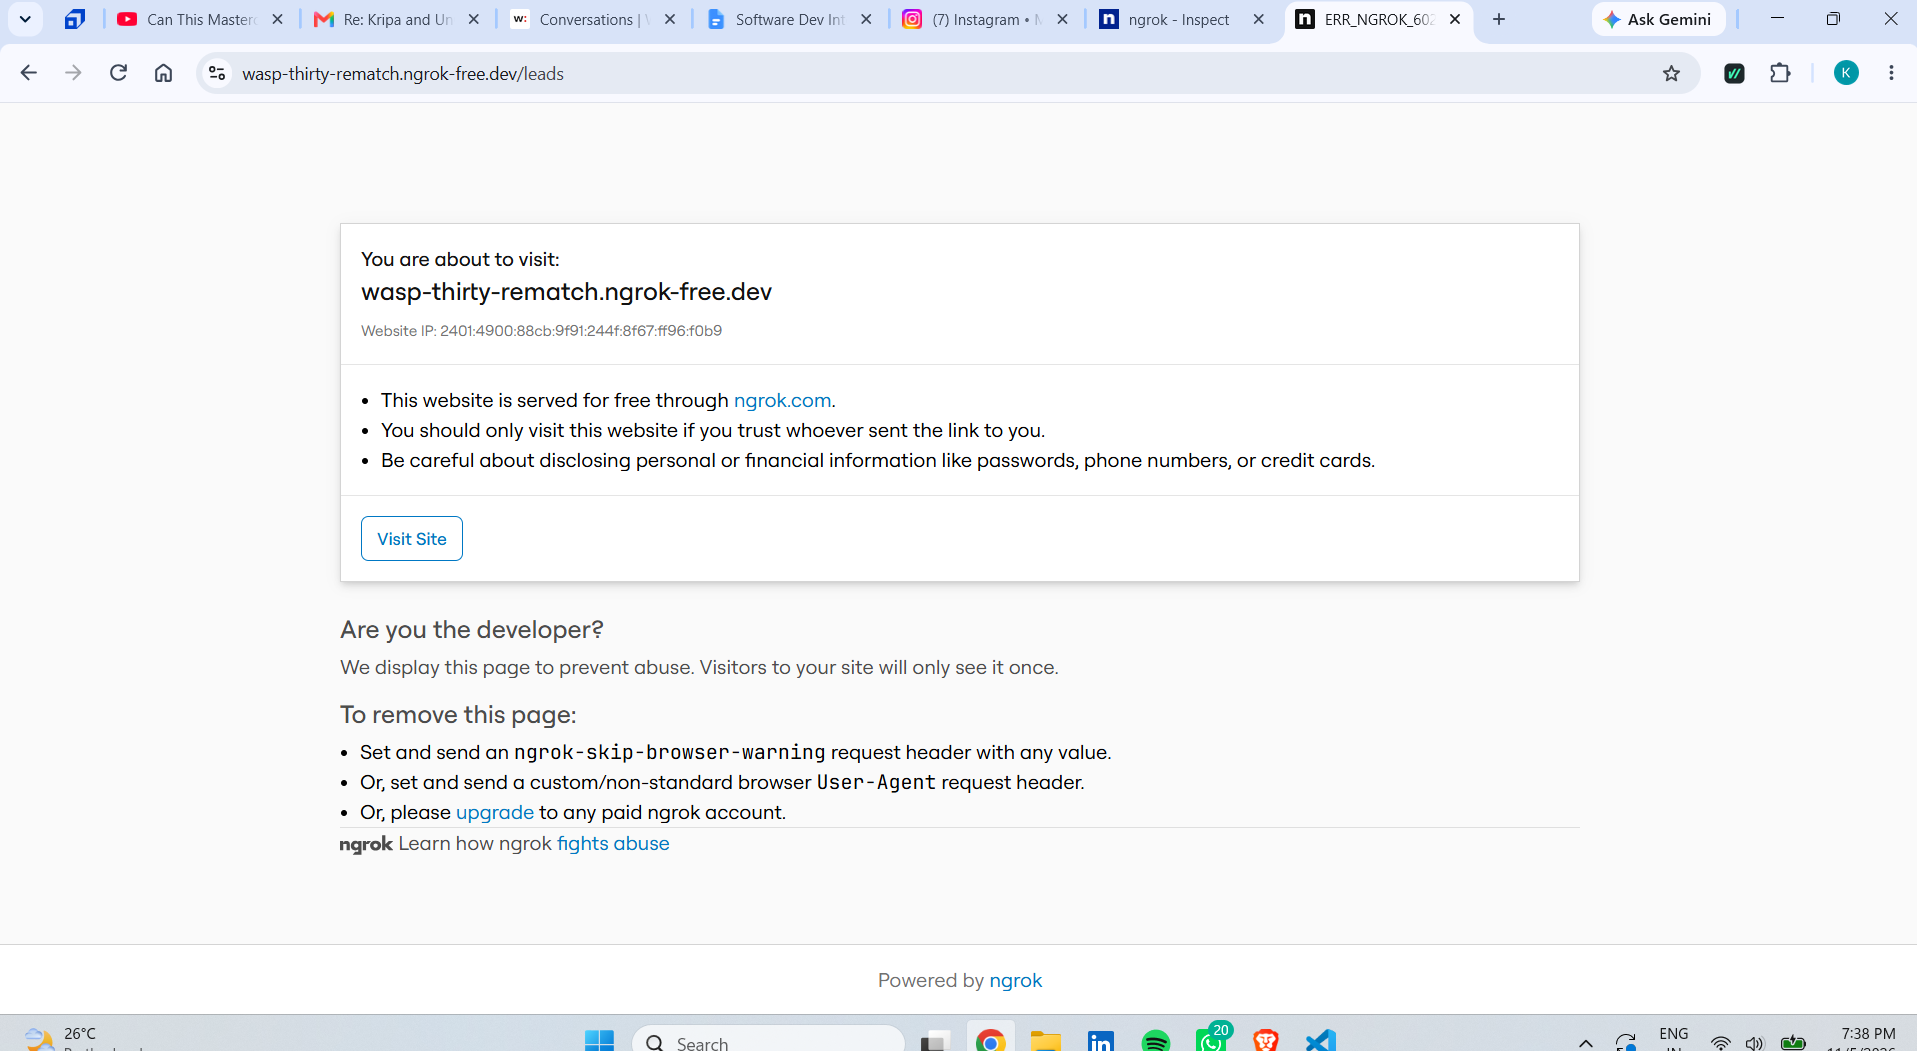 Can This Master
Re: Kripa and Un
w: Conversations |
Software Dev Int
(7) Instagram •
ngrok - Inspect
ERR_NGROK_602
Ask Gemini
wasp-thirty-rematch.ngrok-free.dev/leads
K
You are about to visit:
wasp-thirty-rematch.ngrok-free.dev
Website IP: 2401:4900:88cb:9f91:244f:8f67:ff96:f0b9
• This website is served for free through ngrok.com.
• You should only visit this website if you trust whoever sent the link to you.
• Be careful about disclosing personal or financial information like passwords, phone numbers, or credit cards.
Visit Site
Are you the developer?
We display this page to prevent abuse. Visitors to your site will only see it once.
To remove this page:
• Set and send an ngrok-skip-browser-warning request header with any value.
• Or, set and send a custom/non-standard browser User-Agent request header.
• Or, please upgrade to any paid ngrok account.
ngrok Learn how ngrok fights abuse
Powered by ngrok
26°C
Search
20
ENG
IN
7:38 PM